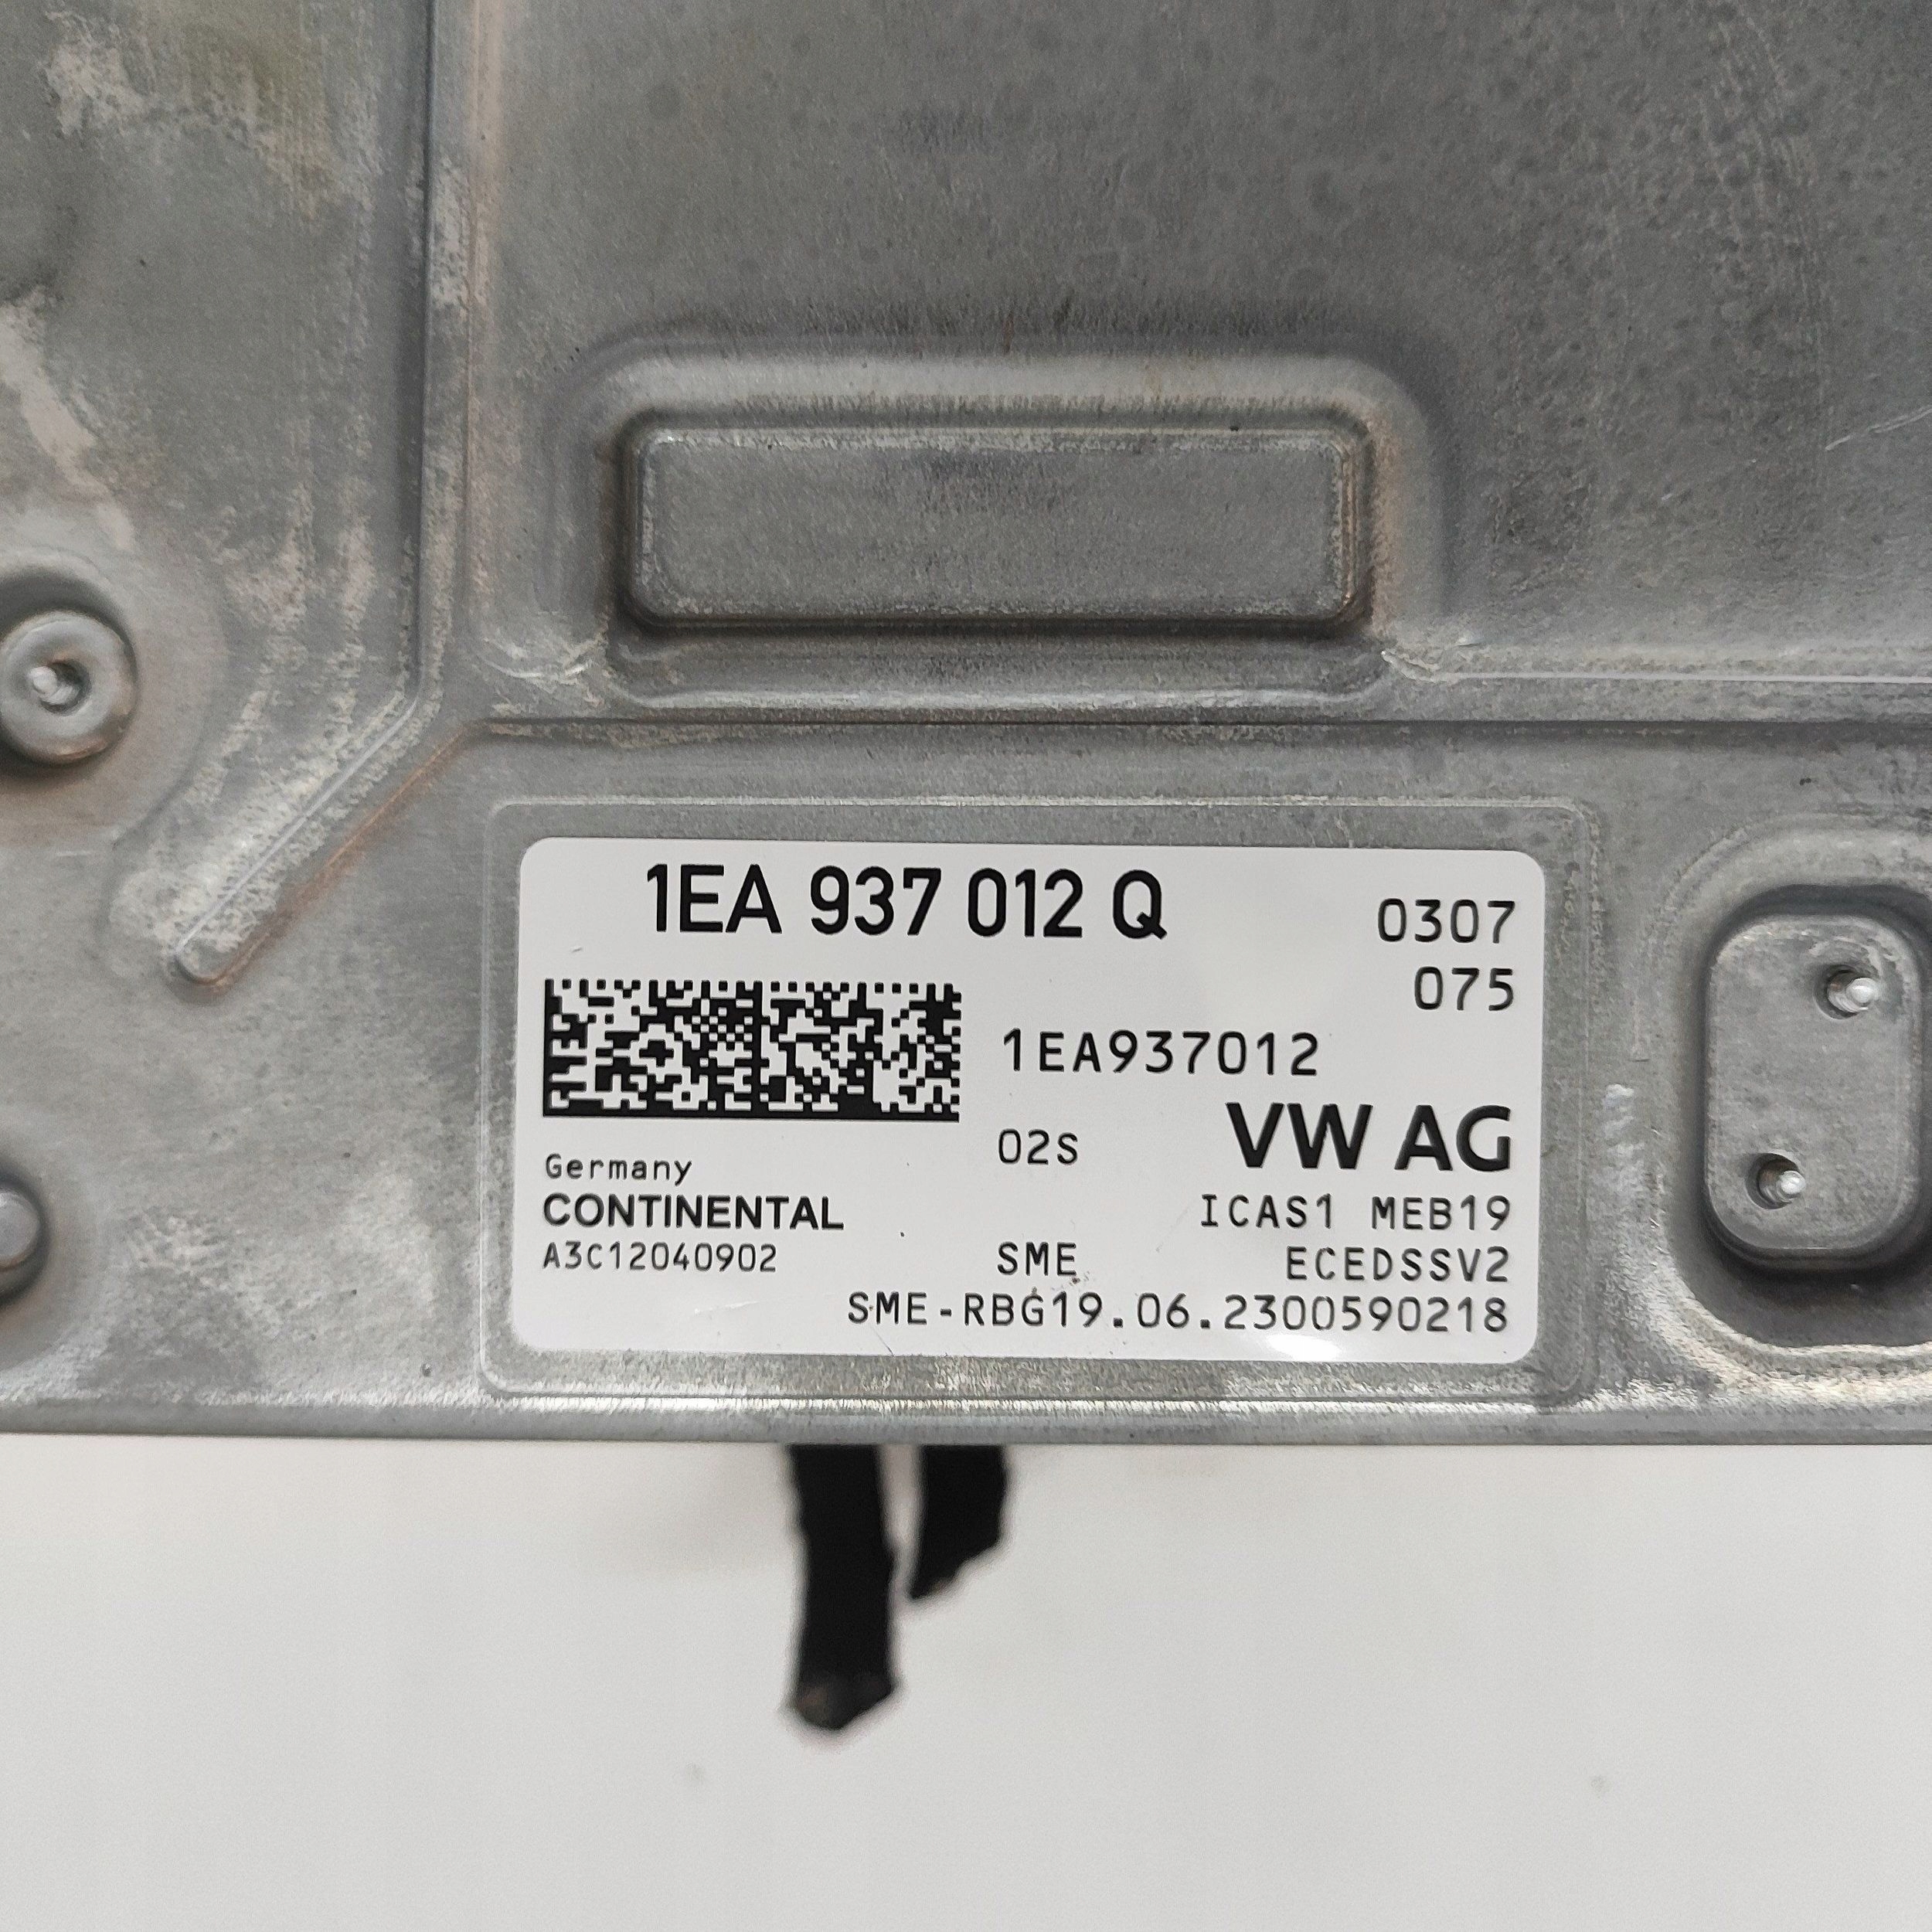 1EA 937 012 Q
0307
075
1EA937012
02S
VW AG
Germany
CONTINENTAL
ICAS1 MEB19
A3C12040902
SME
ECEDSSV2
SME-RBG19.06.2300590218